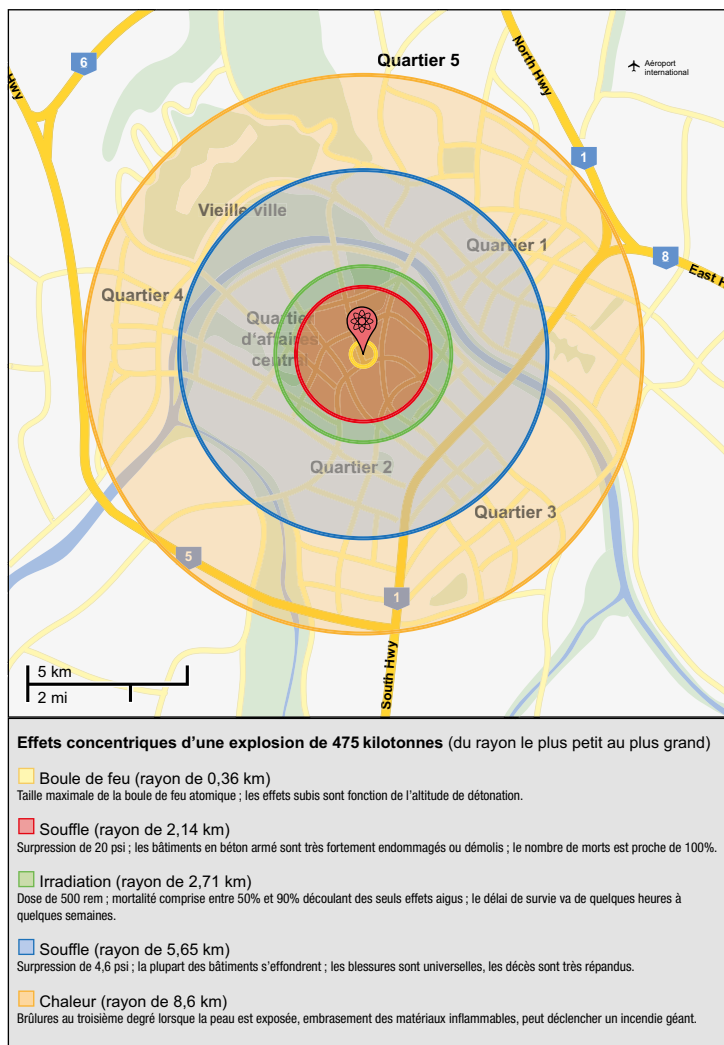 Quartier 5
North Hwy
Aéroport
international
Hwy
6
1
Vieille ville
Quartier 1
8
East H
Quartier 4
Quartier
d'affaires
central
Quartier 2
Quartier 3
5
1
South Hwy
5 km
2 mi
Effets concentriques d'une explosion de 475 kilotonnes (du rayon le plus petit au plus grand)
Boule de feu (rayon de 0,36 km)
Taille maximale de la boule de feu atomique ; les effets subis sont fonction de l'altitude de détonation.
Souffle (rayon de 2,14 km)
Surpression de 20 psi ; les bâtiments en béton armé sont très fortement endommagés ou démolis ; le nombre de morts est proche de 100%.
Irradiation (rayon de 2,71 km)
Dose de 500 rem ; mortalité comprise entre 50% et 90% découlant des seuls effets aigus ; le délai de survie va de quelques heures à
quelques semaines.
Souffle (rayon de 5,65 km)
Surpression de 4,6 psi ; la plupart des bâtiments s'effondrent ; les blessures sont universelles, les décès sont très répandus.
Chaleur (rayon de 8,6 km)
Brûlures au troisième degré lorsque la peau est exposée, embrasement des matériaux inflammables, peut déclencher un incendie géant.